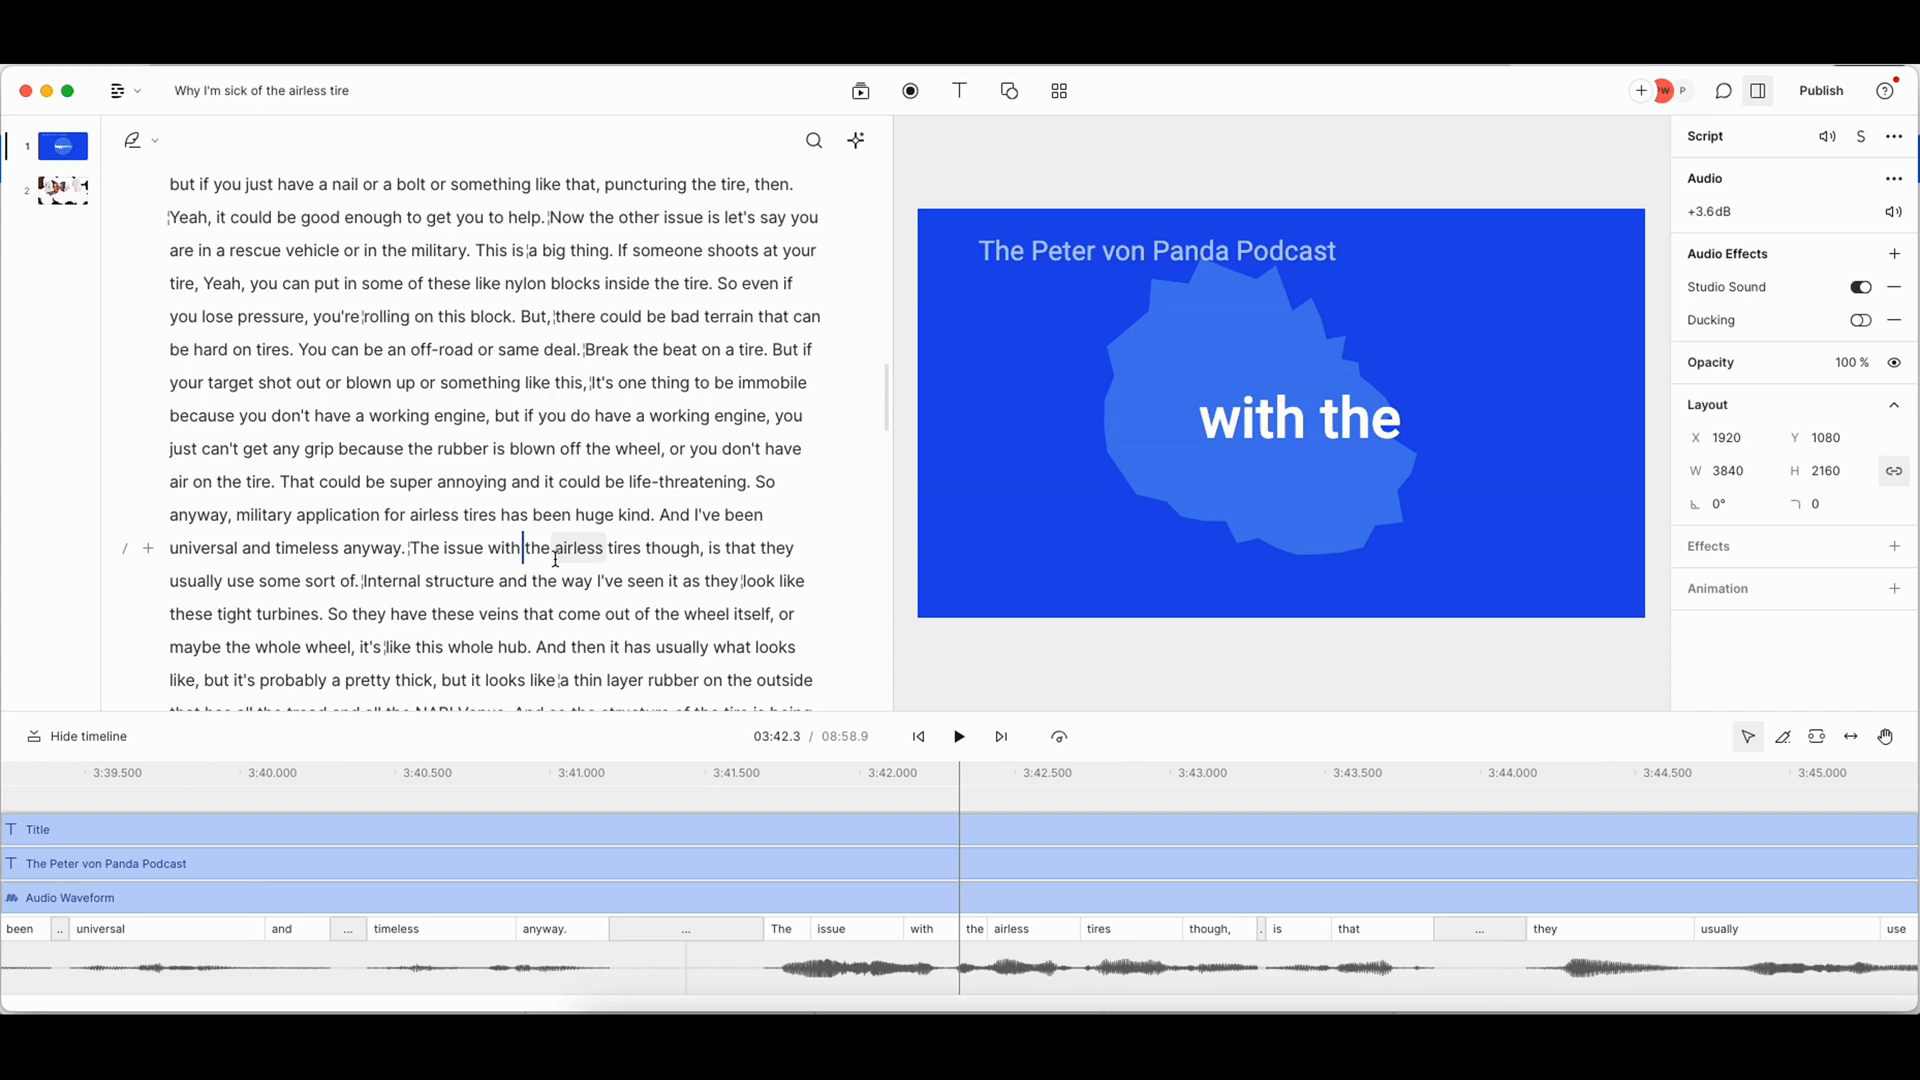 Why I'm sick of the airless tire
W P
Publish
1
2
but if you just have a nail or a bolt or something like that, puncturing the tire, then.
Yeah, it could be good enough to get you to help. Now the other issue is let's say you
are in a rescue vehicle or in the military. This is a big thing. If someone shoots at your
tire, Yeah, you can put in some of these like nylon blocks inside the tire. So even if
you lose pressure, you're rolling on this block. But, there could be bad terrain that can
be hard on tires. You can be an off-road or same deal. Break the beat on a tire. But if
your target shot out or blown up or something like this, It's one thing to be immobile
because you don't have a working engine, but if you do have a working engine, you
just can't get any grip because the rubber is blown off the wheel, or you don't have
air on the tire. That could be super annoying and it could be life-threatening. So
anyway, military application for airless tires has been huge kind. And I've been
/ + universal and timeless anyway. The issue with the airless tires though, is that they
usually use some sort of. Internal structure and the way I've seen it as they look like
these tight turbines. So they have these veins that come out of the wheel itself, or
maybe the whole wheel, it's like this whole hub. And then it has usually what looks
like, but it's probably a pretty thick, but it looks like a thin layer rubber on the outside
The Peter von Panda Podcast
with the
Script S
Audio
+3.6dB
Audio Effects
Studio Sound
Ducking
Opacity 100 %
Layout
X 1920 Y 1080
W 3840 H 2160
0° 0
Effects
Animation
Hide timeline 03:42.3 / 08:58.9
3:39.500 3:40.000 3:40.500 3:41.000 3:41.500 3:42.000 3:42.500 3:43.000 3:43.500 3:44.000 3:44.500 3:45.000
Title
The Peter von Panda Podcast
Audio Waveform
been .. universal and ... timeless anyway. ... The issue with the airless tires though, . is that ... they usually use